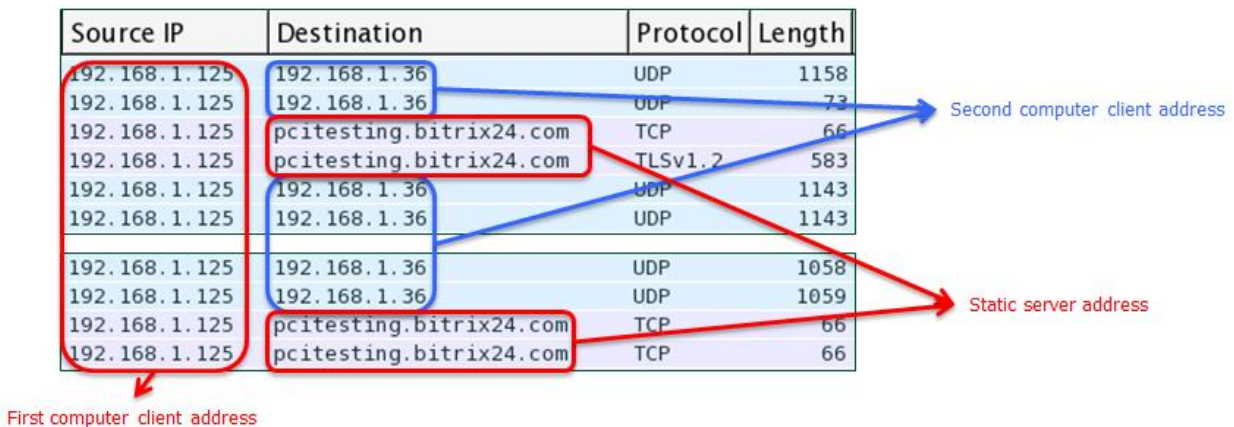 Source IP Destination Protocol Length
192.168.1.125 192.168.1.36 UDP 1158
192.168.1.125 192.168.1.36 UDP 73
192.168.1.125 pcitesting.bitrix24.com TCP 66
192.168.1.125 pcitesting.bitrix24.com TLSv1.2 583
192.168.1.125 192.168.1.36 UDP 1143
192.168.1.125 192.168.1.36 UDP 1143
192.168.1.125 192.168.1.36 UDP 1058
192.168.1.125 192.168.1.36 UDP 1059
192.168.1.125 pcitesting.bitrix24.com TCP 66
192.168.1.125 pcitesting.bitrix24.com TCP 66
Second computer client address
Static server address
First computer client address